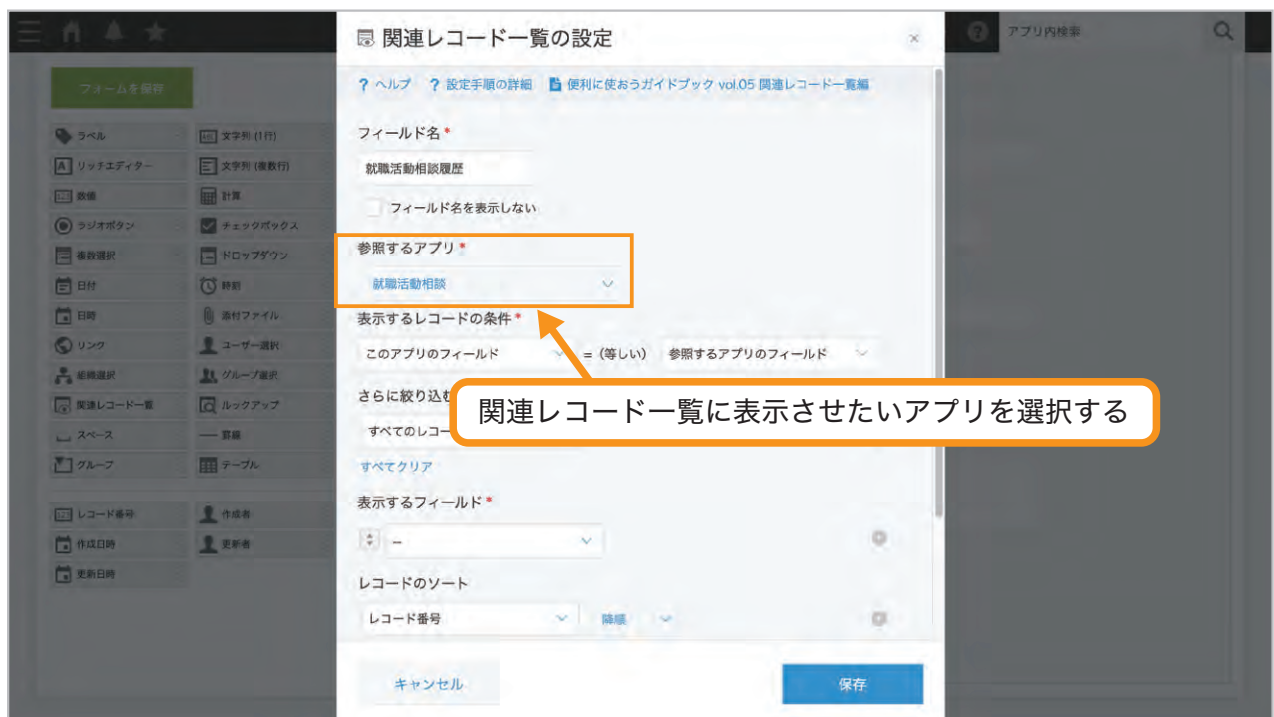 関連レコード一覧の設定
×
?
アプリ内検索
? ヘルプ ? 設定手順の詳細 便利に使おうガイドブック vol.05 関連レコード一覧編
フォームを保存
ラベル
文字列 (1行)
リッチエディター
文字列 (複数行)
数値
計算
ラジオボタン
チェックボックス
複数選択
ドロップダウン
日付
時刻
日時
添付ファイル
リンク
ユーザー選択
組織選択
グループ選択
関連レコード一覧
ルックアップ
スペース
罫線
グループ
テーブル
レコード番号
作成者
作成日時
更新者
更新日時
フィールド名 *
就職活動相談履歴
フィールド名を表示しない
参照するアプリ *
就職活動相談
表示するレコードの条件 *
このアプリのフィールド = (等しい) 参照するアプリのフィールド
さらに絞り込む
関連レコード一覧に表示させたいアプリを選択する
すべてのレコー
すべてクリア
表示するフィールド *
--
レコードのソート
レコード番号 降順
キャンセル 保存